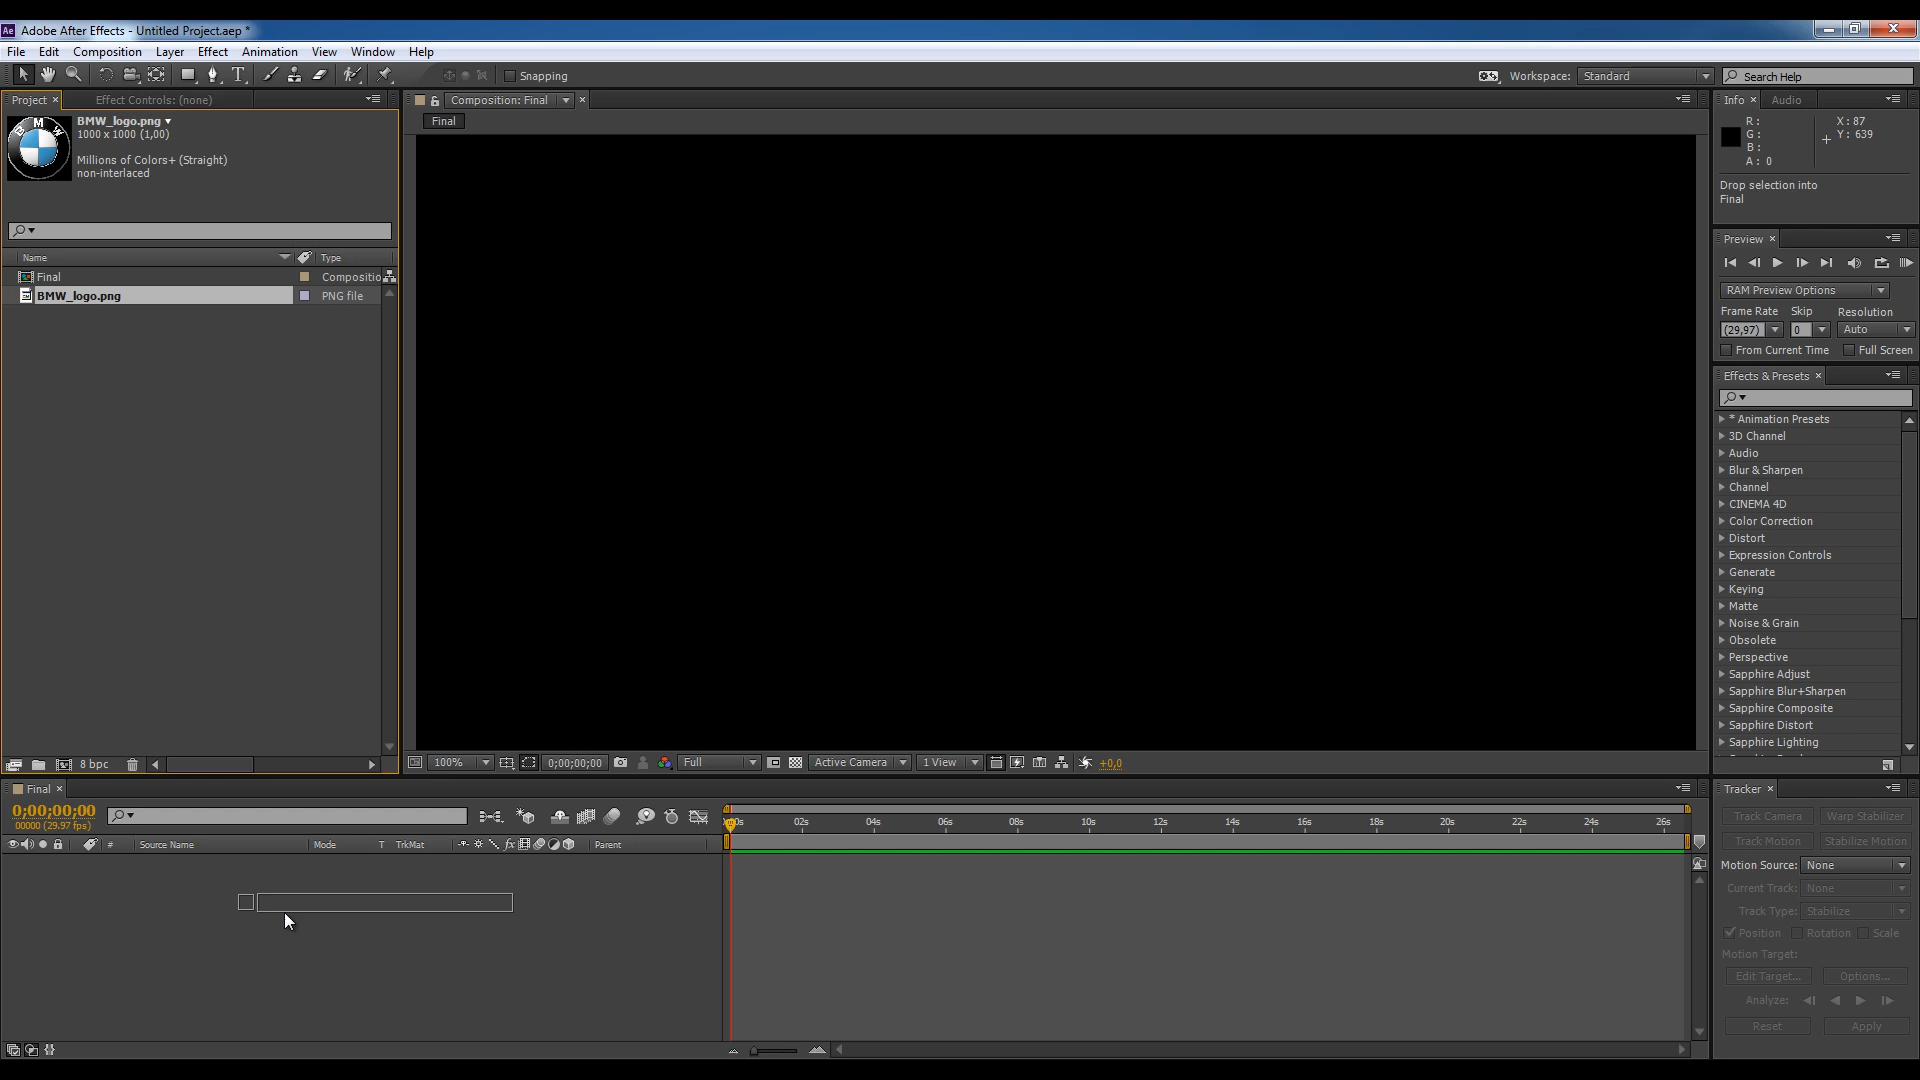 Ae Adobe After Effects - Untitled Project.aep *
File Edit Composition Layer Effect Animation View Window Help
T Snapping Workspace: Standard Search Help
Project × Effect Controls: (none)
BMW
BMW_logo.png
1000 x 1000 (1,00)
Millions of Colors+ (Straight)
non-interlaced
Name Type
Final Compositio
BMW_logo.png PNG file
8 bpc
Composition: Final ×
Final
100% 0;00;00;00 Full Active Camera 1 View +0,0
Info × Audio
R :
G :
B :
A : 0
X : 87
Y : 639
Drop selection into
Final
Preview ×
RAM Preview Options
Frame Rate Skip Resolution
(29,97) 0 Auto
From Current Time Full Screen
Effects & Presets ×
* Animation Presets
3D Channel
Audio
Blur & Sharpen
Channel
CINEMA 4D
Color Correction
Distort
Expression Controls
Generate
Keying
Matte
Noise & Grain
Obsolete
Perspective
Sapphire Adjust
Sapphire Blur+Sharpen
Sapphire Composite
Sapphire Distort
Sapphire Lighting
Final ×
0;00;00;00
00000 (29.97 fps)
# Source Name Mode T TrkMat fx Parent
02s 04s 06s 08s 10s 12s 14s 16s 18s 20s 22s 24s 26s
Tracker ×
Track Camera Warp Stabilizer
Track Motion Stabilize Motion
Motion Source: None
Current Track: None
Track Type: Stabilize
Position Rotation Scale
Motion Target:
Edit Target... Options...
Analyze:
Reset Apply